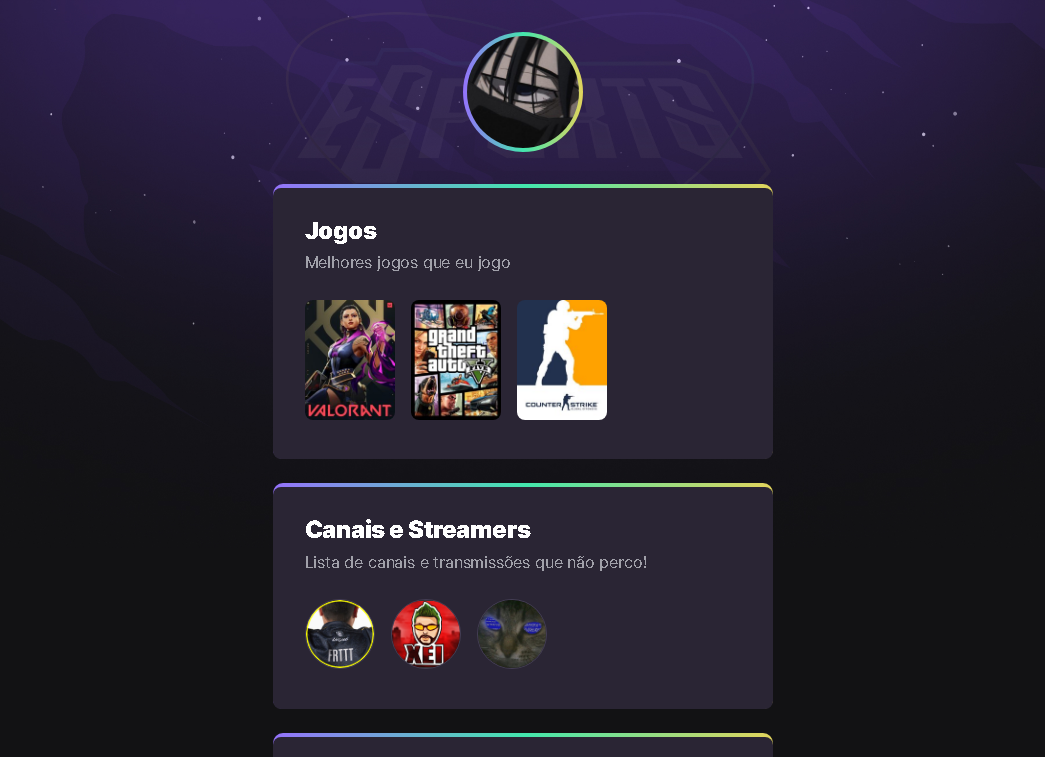 ESPORTS
Jogos
Melhores jogos que eu jogo
VALORANT
grand
theft
auto V
FIVE
COUNTER STRIKE
Canais e Streamers
Lista de canais e transmissões que não perco!
FRTTT
XEI